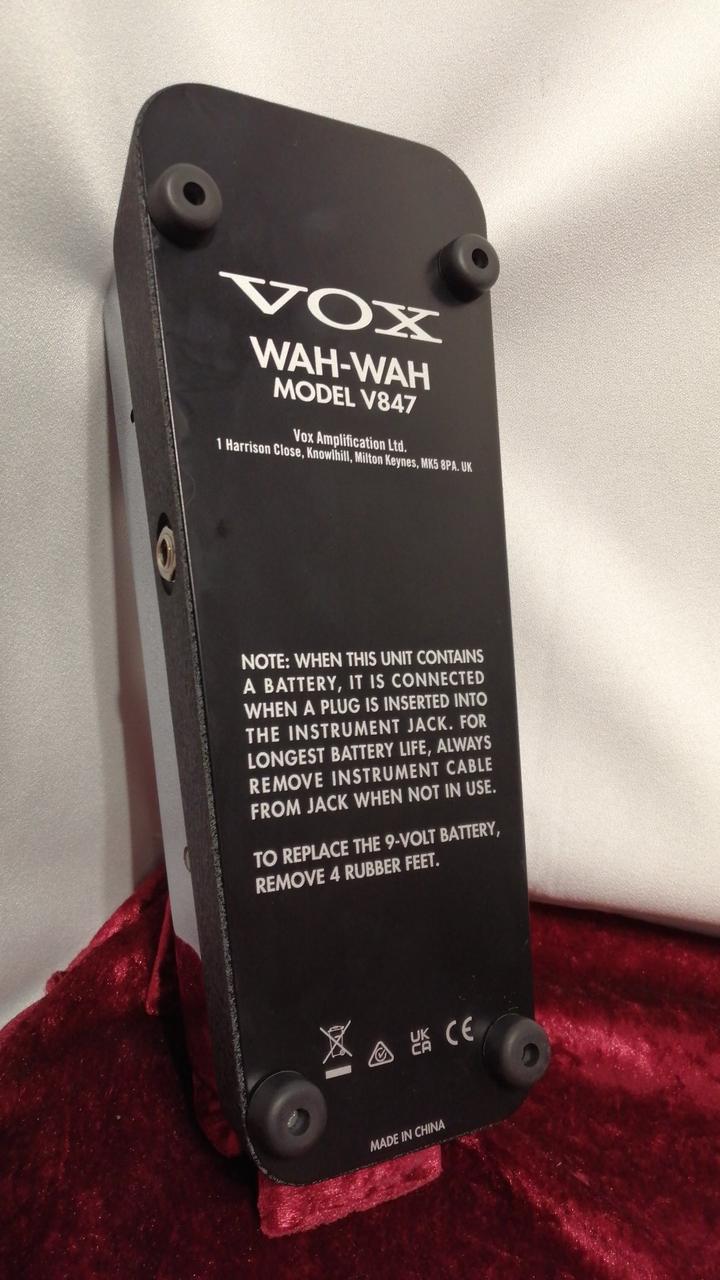 VOX
WAH-WAH
MODEL V847
Vox Amplification Ltd.
1 Harrison Close, Knowlhill, Milton Keynes, MK5 8PA. UK
NOTE: WHEN THIS UNIT CONTAINS
A BATTERY, IT IS CONNECTED
WHEN A PLUG IS INSERTED INTO
THE INSTRUMENT JACK. FOR
LONGEST BATTERY LIFE, ALWAYS
REMOVE INSTRUMENT CABLE
FROM JACK WHEN NOT IN USE.
TO REPLACE THE 9-VOLT BATTERY,
REMOVE 4 RUBBER FEET.
UK
CA
CE
MADE IN CHINA